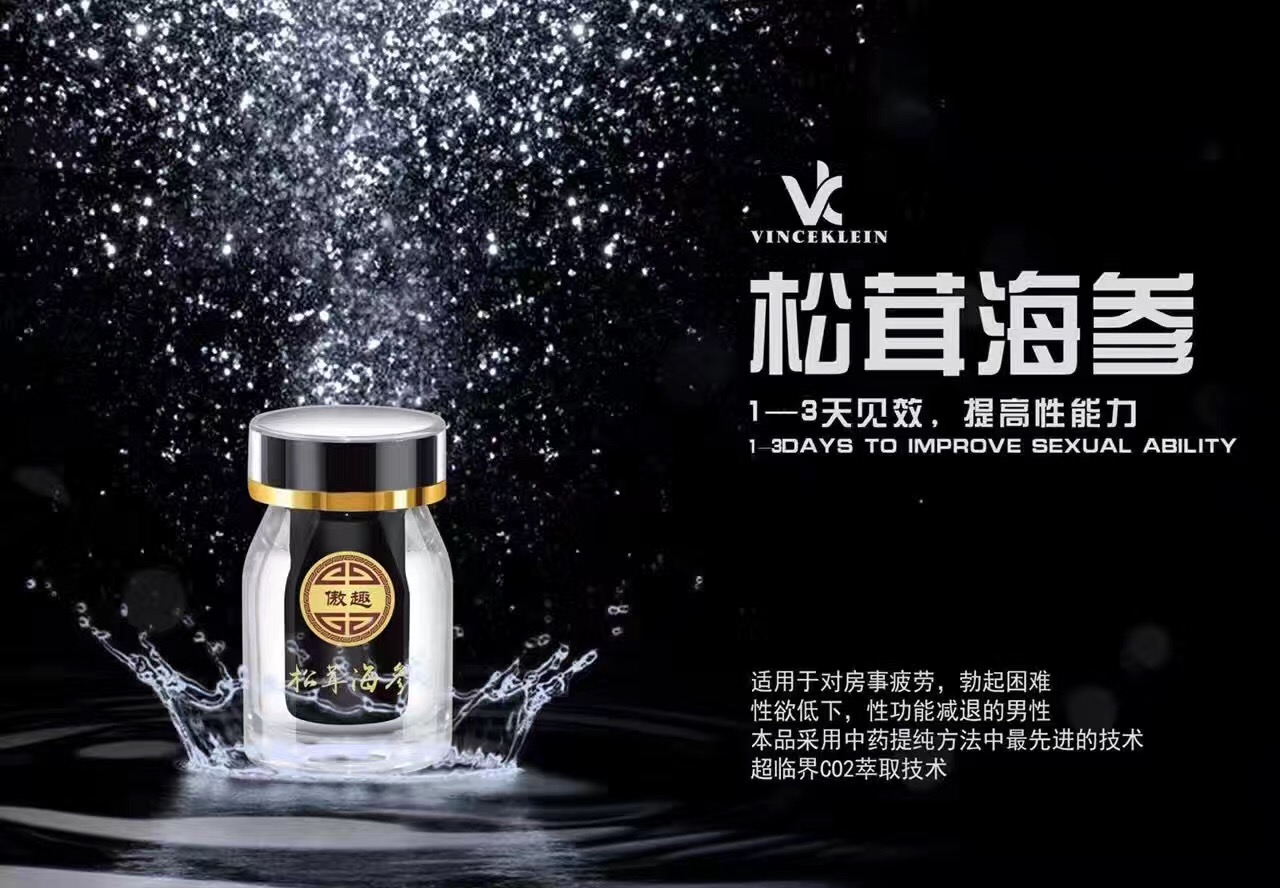 VINCEKLEIN
松茸海参
1—3天见效，提高性能力
1—3DAYS TO IMPROVE SEXUAL ABILITY
傲趣
松茸海参
适用于对房事疲劳，勃起困难
性欲低下，性功能减退的男性
本品采用中药提纯方法中最先进的技术
超临界CO2萃取技术